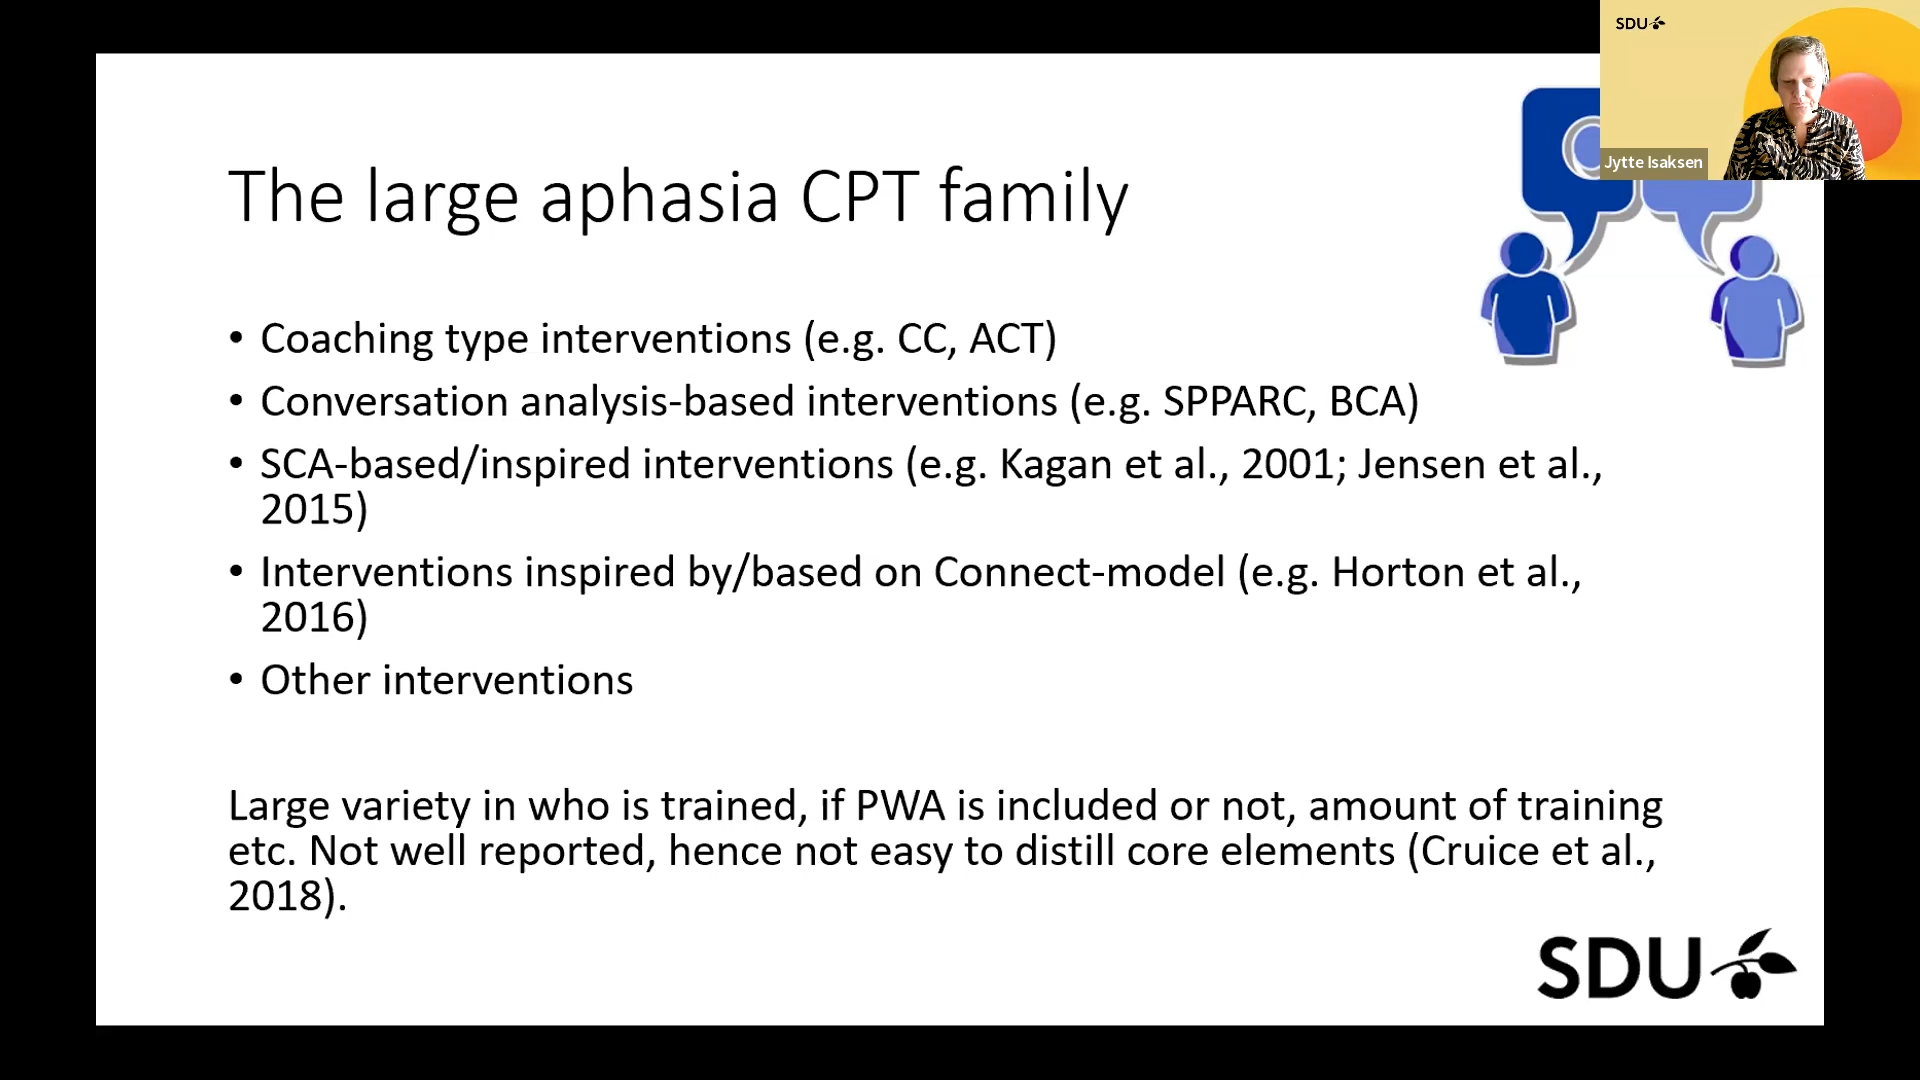 SDU
Jytte Isaksen
The large aphasia CPT family
• Coaching type interventions (e.g. CC, ACT)
• Conversation analysis-based interventions (e.g. SPPARC, BCA)
• SCA-based/inspired interventions (e.g. Kagan et al., 2001; Jensen et al.,
2015)
• Interventions inspired by/based on Connect-model (e.g. Horton et al.,
2016)
• Other interventions
Large variety in who is trained, if PWA is included or not, amount of training
etc. Not well reported, hence not easy to distill core elements (Cruice et al.,
2018).
SDU